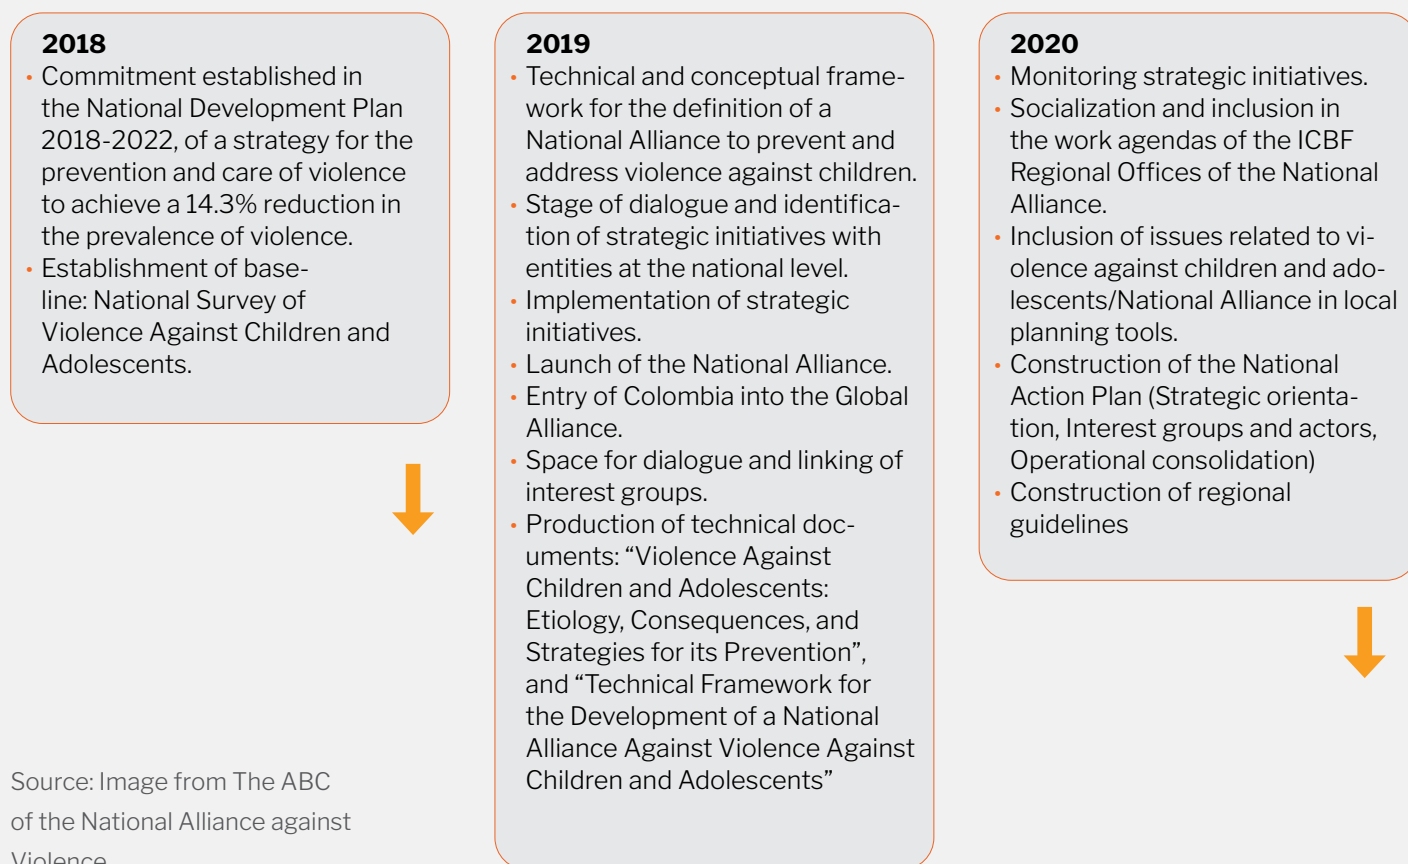 2018
• Commitment established in
the National Development Plan
2018-2022, of a strategy for the
prevention and care of violence
to achieve a 14.3% reduction in
the prevalence of violence.
• Establishment of base-
line: National Survey of
Violence Against Children and
Adolescents.
2019
• Technical and conceptual frame-
work for the definition of a
National Alliance to prevent and
address violence against children.
• Stage of dialogue and identifica-
tion of strategic initiatives with
entities at the national level.
• Implementation of strategic
initiatives.
• Launch of the National Alliance.
• Entry of Colombia into the Global
Alliance.
• Space for dialogue and linking of
interest groups.
• Production of technical doc-
uments: “Violence Against
Children and Adolescents:
Etiology, Consequences, and
Strategies for its Prevention”,
and “Technical Framework for
the Development of a National
Alliance Against Violence Against
Children and Adolescents”
2020
• Monitoring strategic initiatives.
• Socialization and inclusion in
the work agendas of the ICBF
Regional Offices of the National
Alliance.
• Inclusion of issues related to vi-
olence against children and ado-
lescents/National Alliance in local
planning tools.
• Construction of the National
Action Plan (Strategic orienta-
tion, Interest groups and actors,
Operational consolidation)
• Construction of regional
guidelines
Source: Image from The ABC
of the National Alliance against
Violence